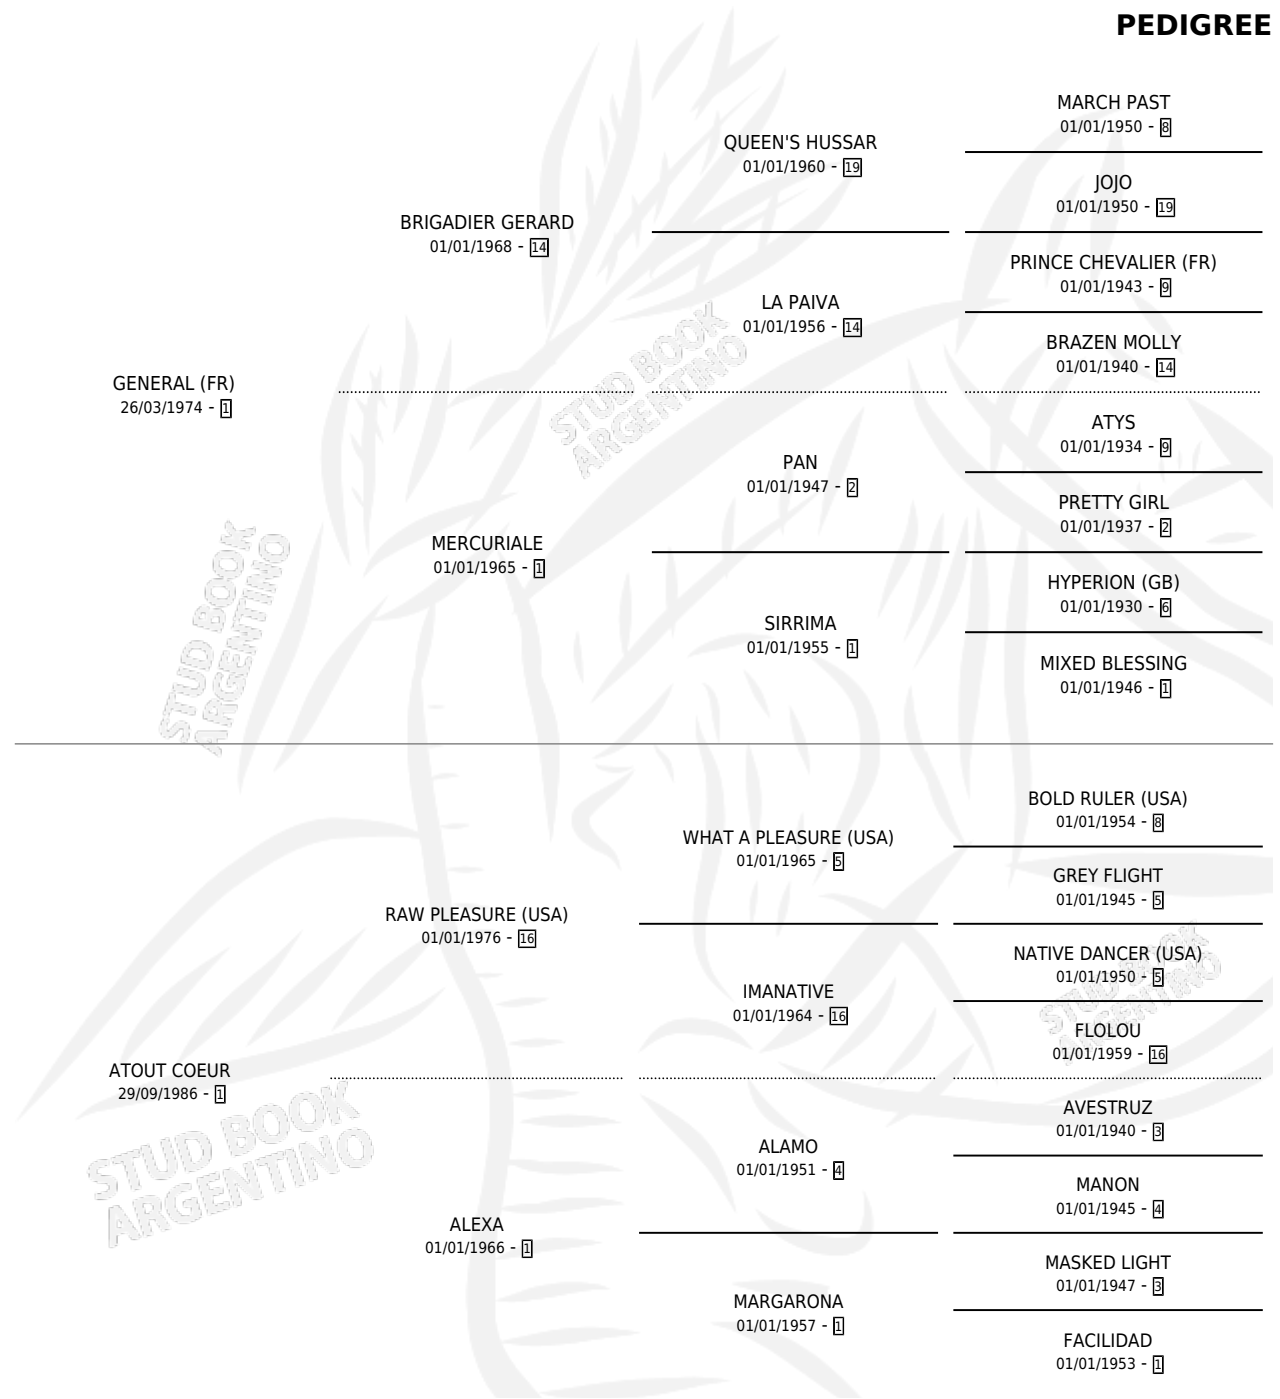 PEDIGREE
MARCH PAST
01/01/1950 - 8
QUEEN'S HUSSAR
01/01/1960 - 19
JOJO
01/01/1950 - 19
BRIGADIER GERARD
01/01/1968 - 14
PRINCE CHEVALIER (FR)
01/01/1943 - 9
LA PAIVA
01/01/1956 - 14
BRAZEN MOLLY
01/01/1940 - 14
GENERAL (FR)
26/03/1974 - 1
ATYS
01/01/1934 - 9
PAN
01/01/1947 - 2
PRETTY GIRL
01/01/1937 - 2
MERCURIALE
01/01/1965 - 1
HYPERION (GB)
01/01/1930 - 6
SIRRIMA
01/01/1955 - 1
MIXED BLESSING
01/01/1946 - 1
BOLD RULER (USA)
01/01/1954 - 8
WHAT A PLEASURE (USA)
01/01/1965 - 5
GREY FLIGHT
01/01/1945 - 5
RAW PLEASURE (USA)
01/01/1976 - 16
NATIVE DANCER (USA)
01/01/1950 - 5
IMANATIVE
01/01/1964 - 16
FLOLOU
01/01/1959 - 16
ATOUT COEUR
29/09/1986 - 1
AVESTRUZ
01/01/1940 - 3
ALAMO
01/01/1951 - 4
MANON
01/01/1945 - 4
ALEXA
01/01/1966 - 1
MASKED LIGHT
01/01/1947 - 3
MARGARONA
01/01/1957 - 1
FACILIDAD
01/01/1953 - 1
STUD BOOK
ARGENTINO
STUD BOOK
ARGENTINO
STUD BOOK
ARGENTINO
STUD BOOK
ARGENTINO